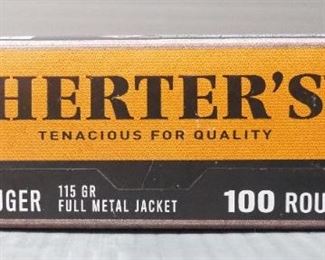 HERTER'S
TENACIOUS FOR QUALITY
UGER 115 GR FULL METAL JACKET 100 ROU